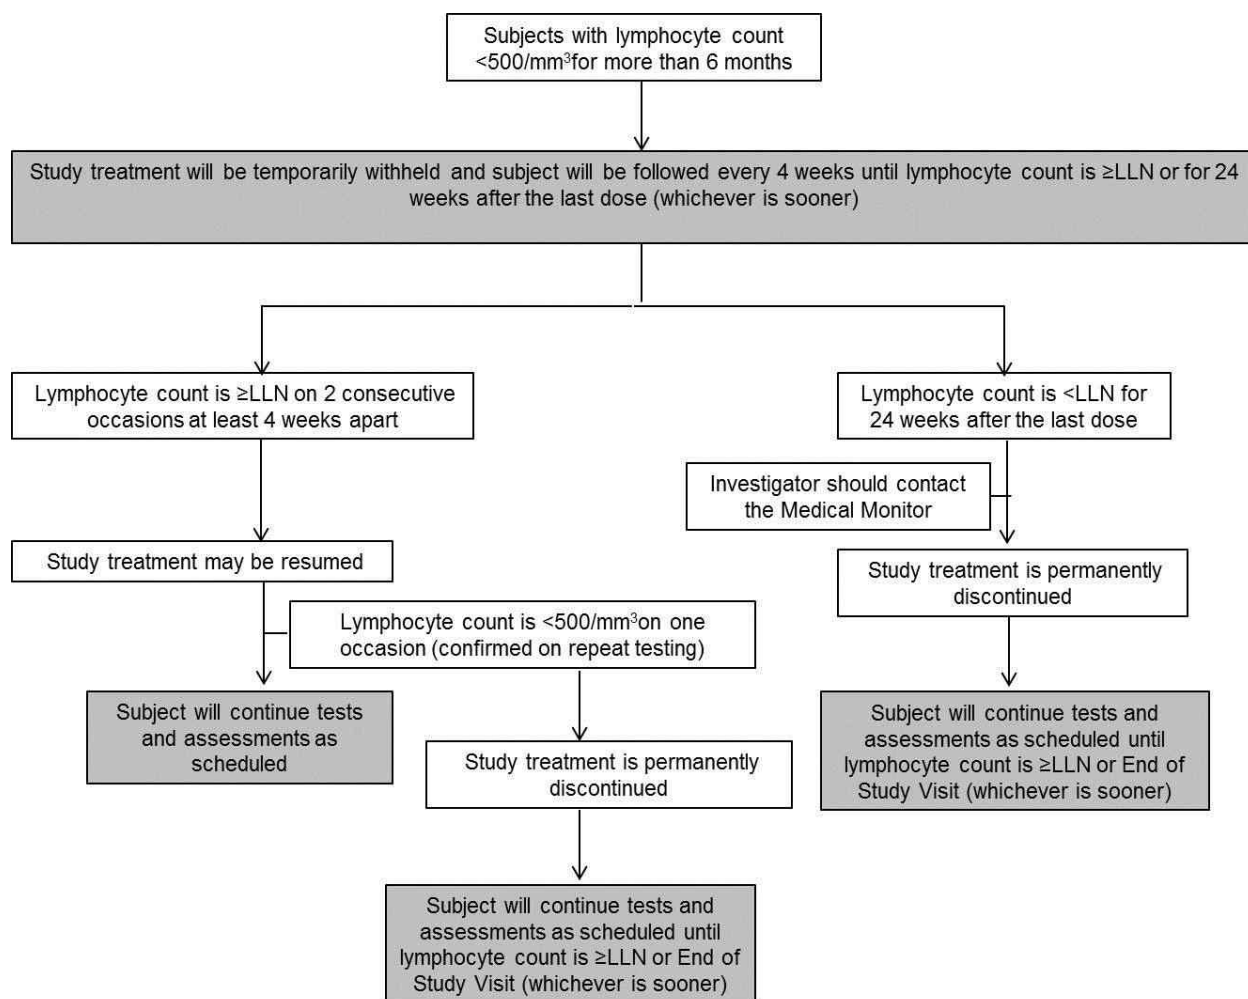 Subjects with lymphocyte count
<500/mm³for more than 6 months
Study treatment will be temporarily withheld and subject will be followed every 4 weeks until lymphocyte count is ≥LLN or for 24
weeks after the last dose (whichever is sooner)
Lymphocyte count is ≥LLN on 2 consecutive
occasions at least 4 weeks apart
Lymphocyte count is <LLN for
24 weeks after the last dose
Investigator should contact
the Medical Monitor
Study treatment may be resumed
Study treatment is permanently
discontinued
Lymphocyte count is <500/mm³on one
occasion (confirmed on repeat testing)
Subject will continue tests
and assessments as
scheduled
Study treatment is permanently
discontinued
Subject will continue tests and
assessments as scheduled until
lymphocyte count is ≥LLN or End of
Study Visit (whichever is sooner)
Subject will continue tests and
assessments as scheduled until
lymphocyte count is ≥LLN or End of
Study Visit (whichever is sooner)